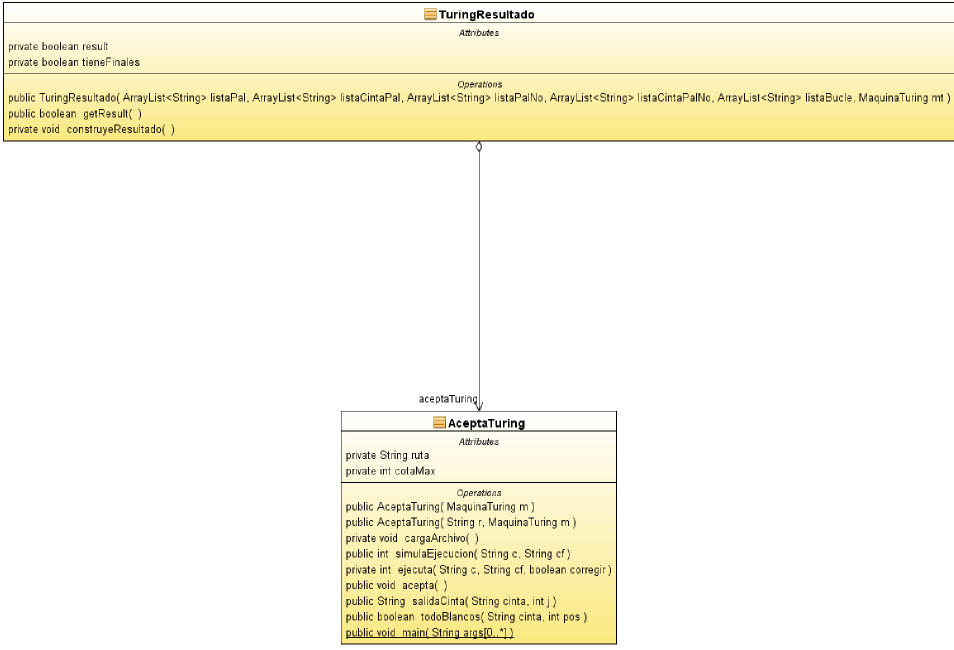 TuringResultado
Attributes
private boolean result
private boolean tieneFinales
Operations
public TuringResultado( ArrayList<String> listaPal, ArrayList<String> listaCintaPal, ArrayList<String> listaPalNo, ArrayList<String> listaCintaPalNo, ArrayList<String> listaBucle, MaquinaTuring mt )
public boolean getResult( )
private void construyeResultado( )
aceptaTuring
AceptaTuring
Attributes
private String ruta
private int cotaMax
Operations
public AceptaTuring( MaquinaTuring m )
public AceptaTuring( String r, MaquinaTuring m )
private void cargaArchivo( )
public int simulaEjecucion( String c, String cf )
private int ejecuta( String c, String cf, boolean corregir )
public void acepta( )
public String salidaCinta( String cinta, int j )
public boolean todoBlancos( String cinta, int pos )
public void main( String args[0..*] )